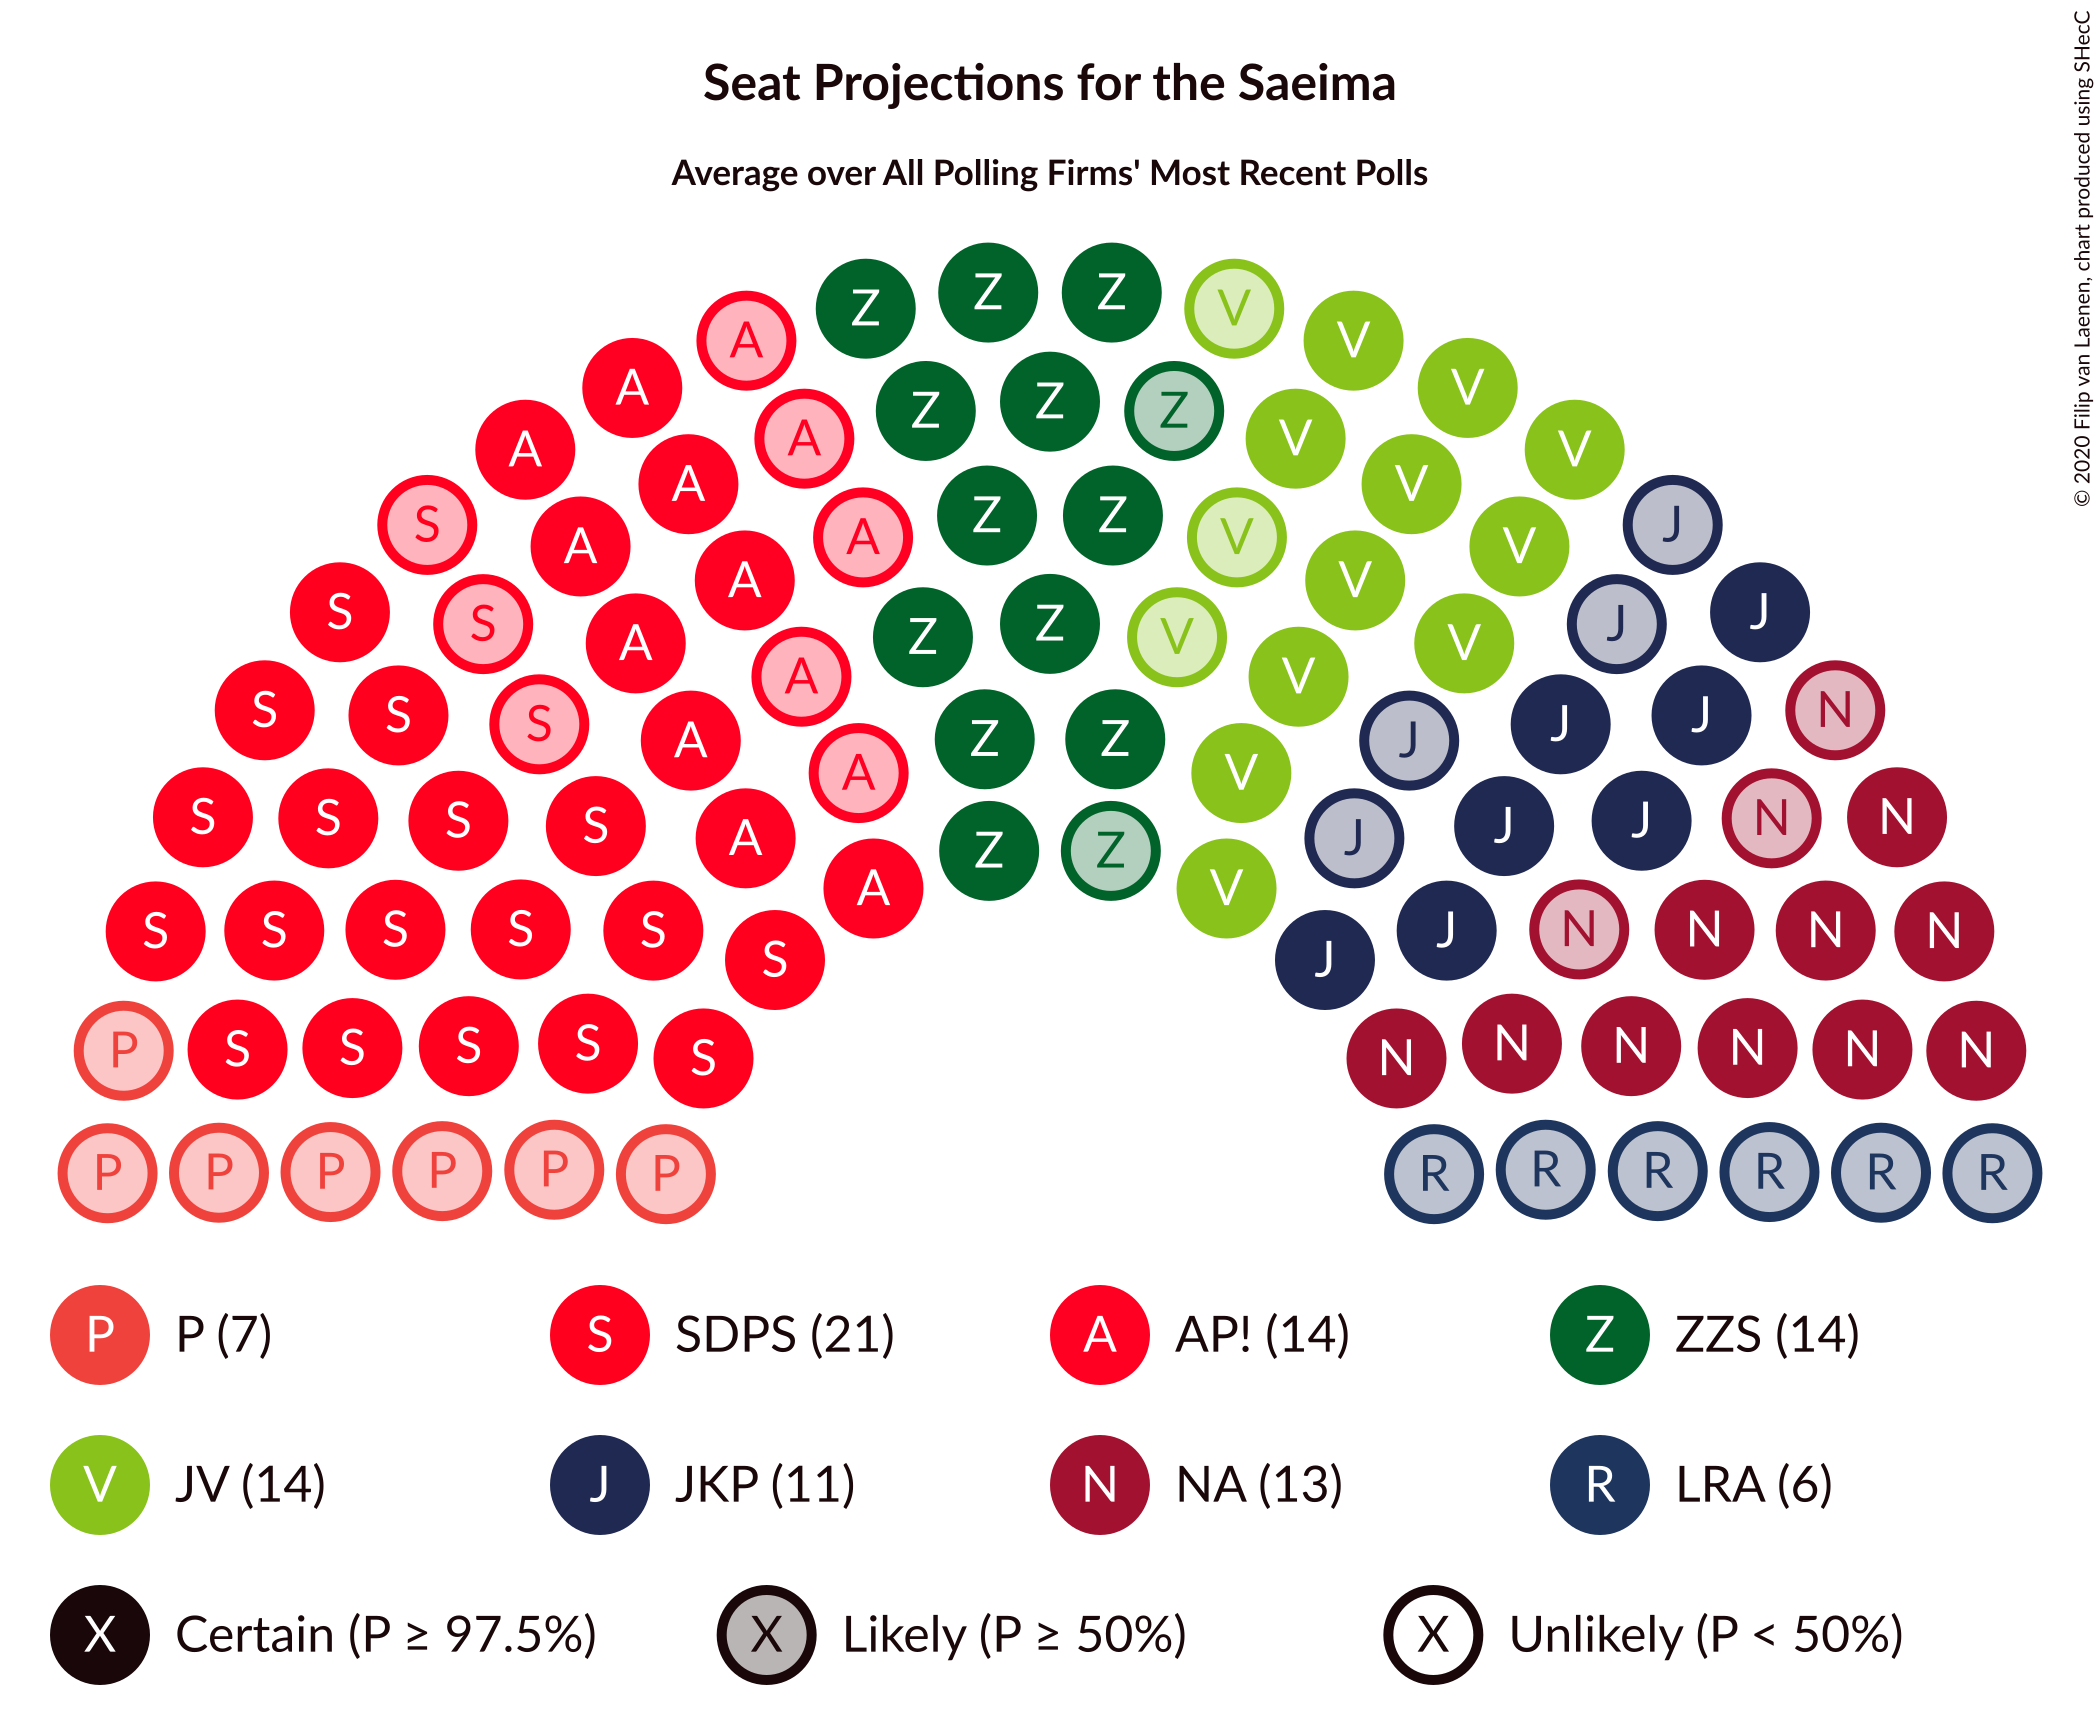 Seat Projections for the Saeima
Average over All Polling Firms' Most Recent Polls
© 2020 Filip van Laenen, chart produced using SHecC
Z Z Z V
A Z Z Z V V
A A A Z Z V V V
A A A Z Z V V V
S A A A Z Z V V V J
S S A A A Z Z V V V J J
S S S A A Z Z V J J J N
S S S S A A V J J J N N
S S S S S S J J N N N N
P S S S S S N N N N N N
P P P P P P R R R R R R
P P (7) S SDPS (21) A AP! (14) Z ZZS (14)
V JV (14) J JKP (11) N NA (13) R LRA (6)
X Certain (P ≥ 97.5%) X Likely (P ≥ 50%) X Unlikely (P < 50%)